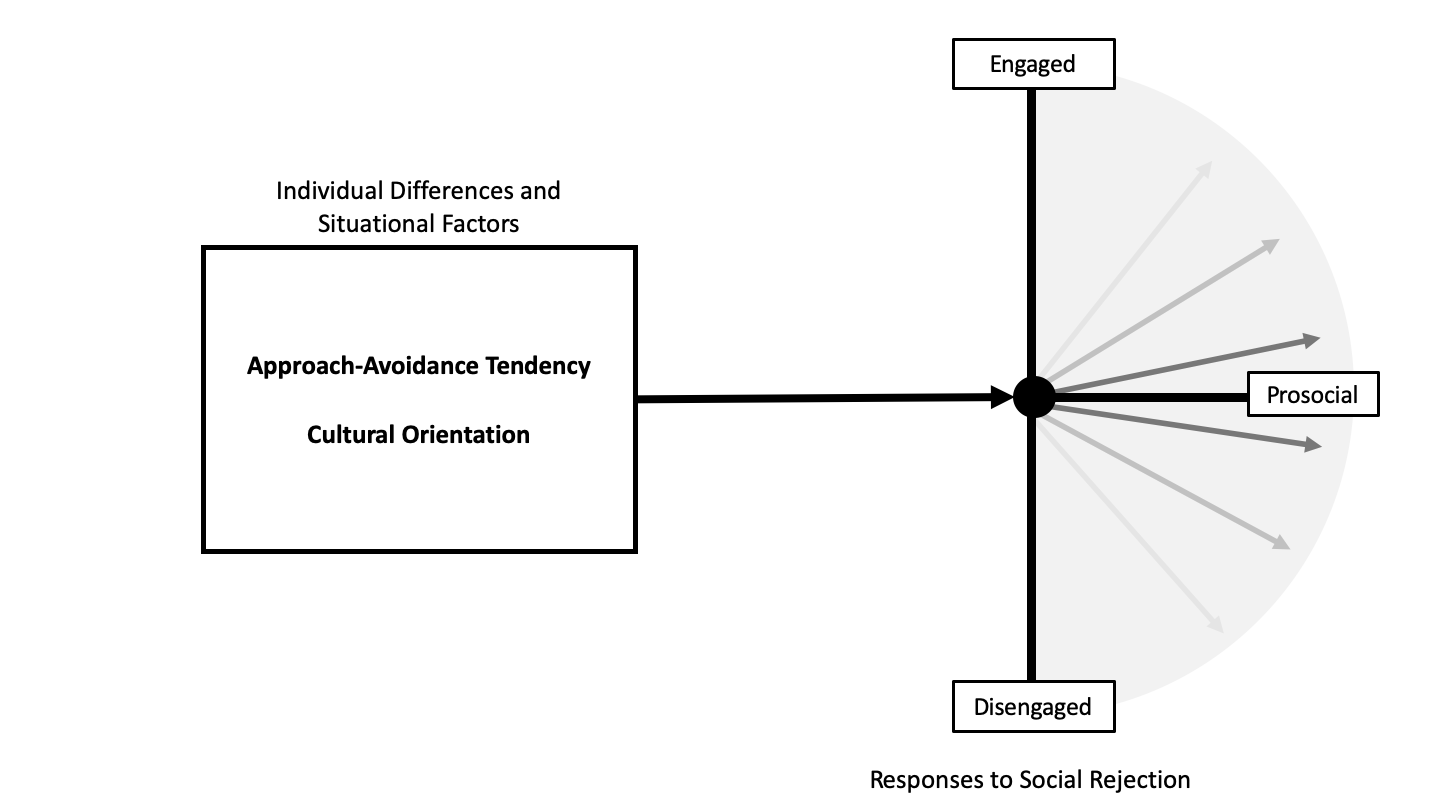 Engaged
Individual Differences and
Situational Factors
Approach-Avoidance Tendency
Cultural Orientation
Prosocial
Disengaged
Responses to Social Rejection